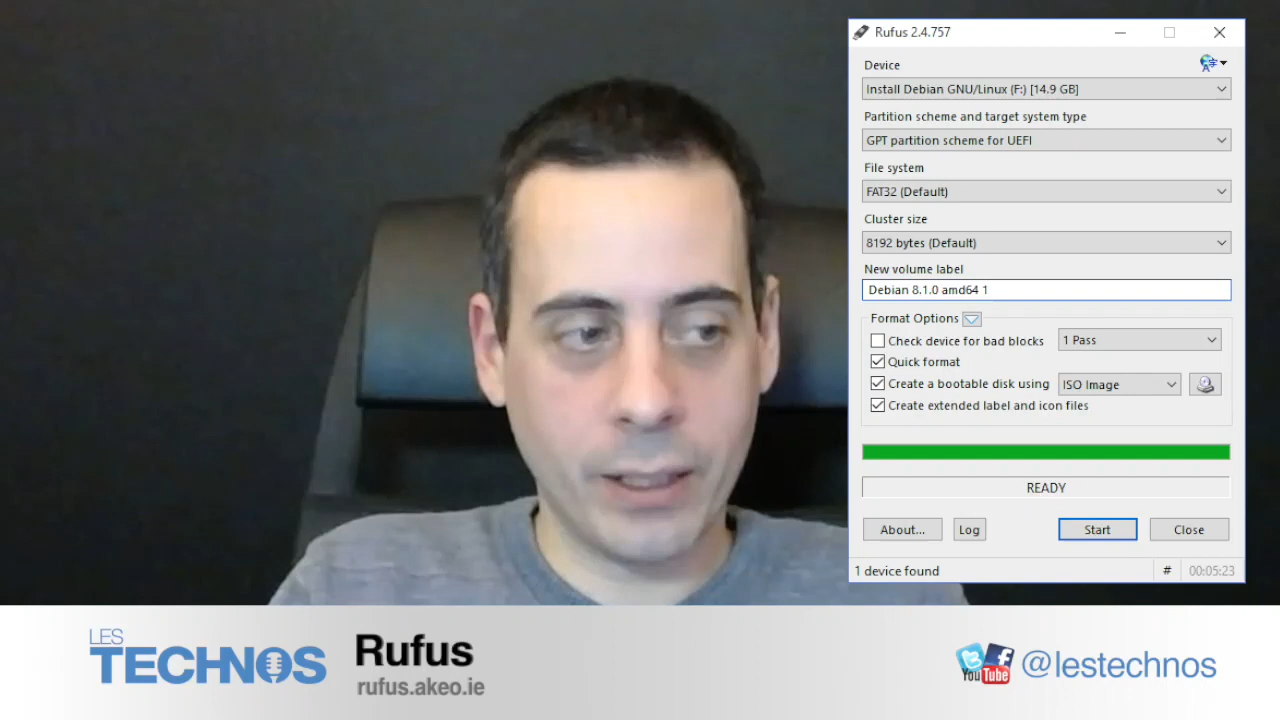 Rufus 2.4.757
Device
Install Debian GNU/Linux (F:) [14.9 GB]
Partition scheme and target system type
GPT partition scheme for UEFI
File system
FAT32 (Default)
Cluster size
8192 bytes (Default)
New volume label
Debian 8.1.0 amd64 1
Format Options
Check device for bad blocks
1 Pass
Quick format
Create a bootable disk using
ISO Image
Create extended label and icon files
READY
About...
Log
Start
Close
1 device found
#
00:05:23
LES
TECHNOS
Rufus
rufus.akeo.ie
You Tube
@lestechnos